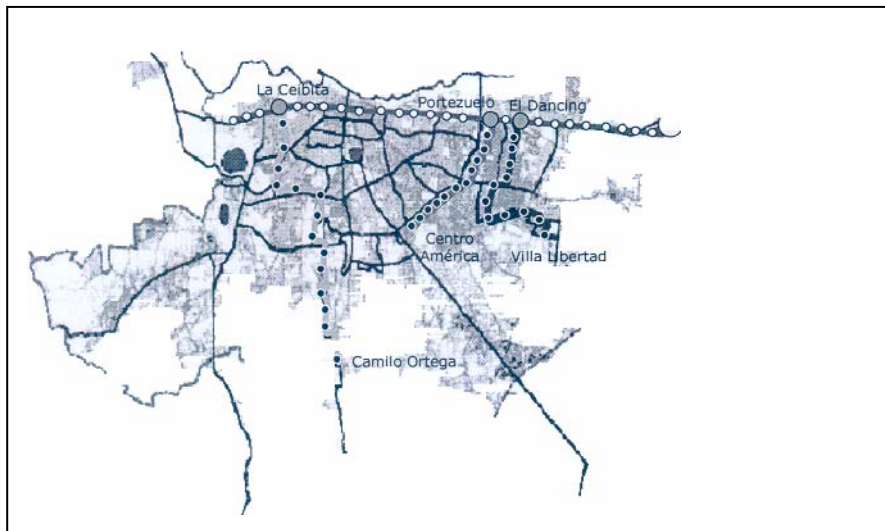 La Ceibita
Portezuelo
El Dancing
Centro
América
Villa Libertad
Camilo Ortega